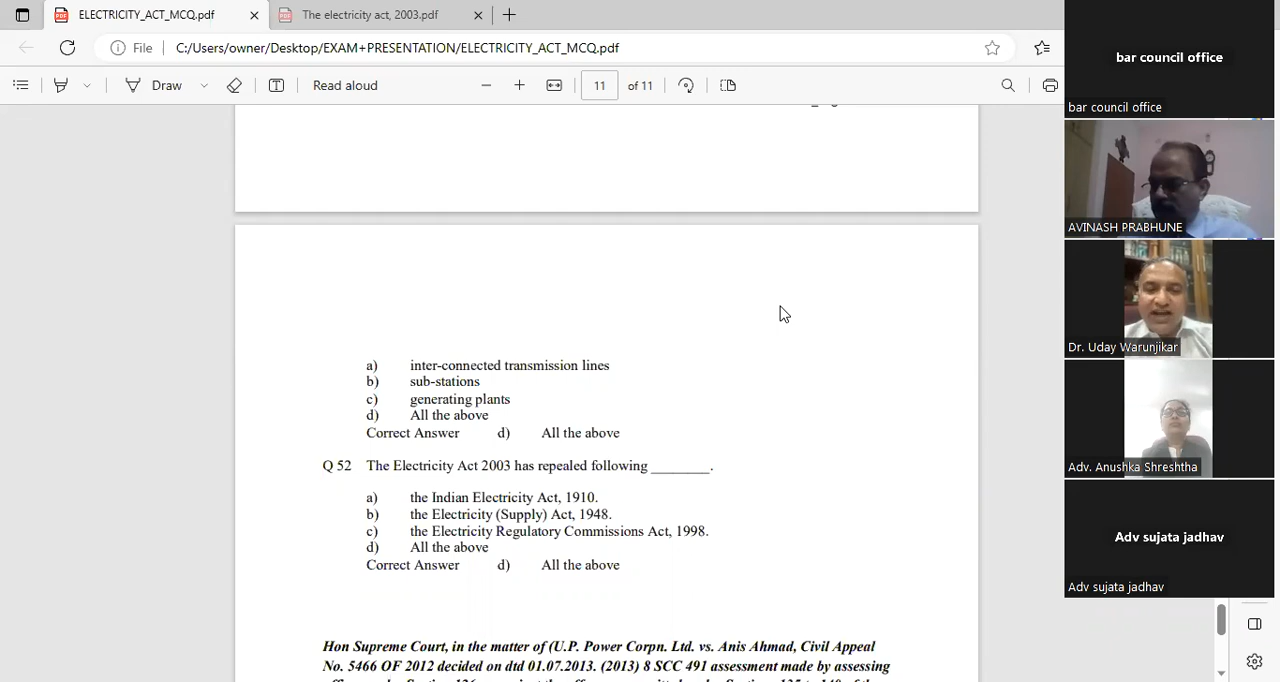 ELECTRICITY_ACT_MCQ.pdf
The electricity act, 2003.pdf
File
C:/Users/owner/Desktop/EXAM+PRESENTATION/ELECTRICITY_ACT_MCQ.pdf
Draw
Read aloud
11
of 11
a) inter-connected transmission lines
b) sub-stations
c) generating plants
d) All the above
Correct Answer d) All the above
Q 52 The Electricity Act 2003 has repealed following ________.
a) the Indian Electricity Act, 1910.
b) the Electricity (Supply) Act, 1948.
c) the Electricity Regulatory Commissions Act, 1998.
d) All the above
Correct Answer d) All the above
Hon Supreme Court, in the matter of (U.P. Power Corpn. Ltd. vs. Anis Ahmad, Civil Appeal
No. 5466 OF 2012 decided on dtd 01.07.2013. (2013) 8 SCC 491 assessment made by assessing
bar council office
bar council office
AVINASH PRABHUNE
Dr. Uday Warunjikar
Adv. Anushka Shreshtha
Adv sujata jadhav
Adv sujata jadhav